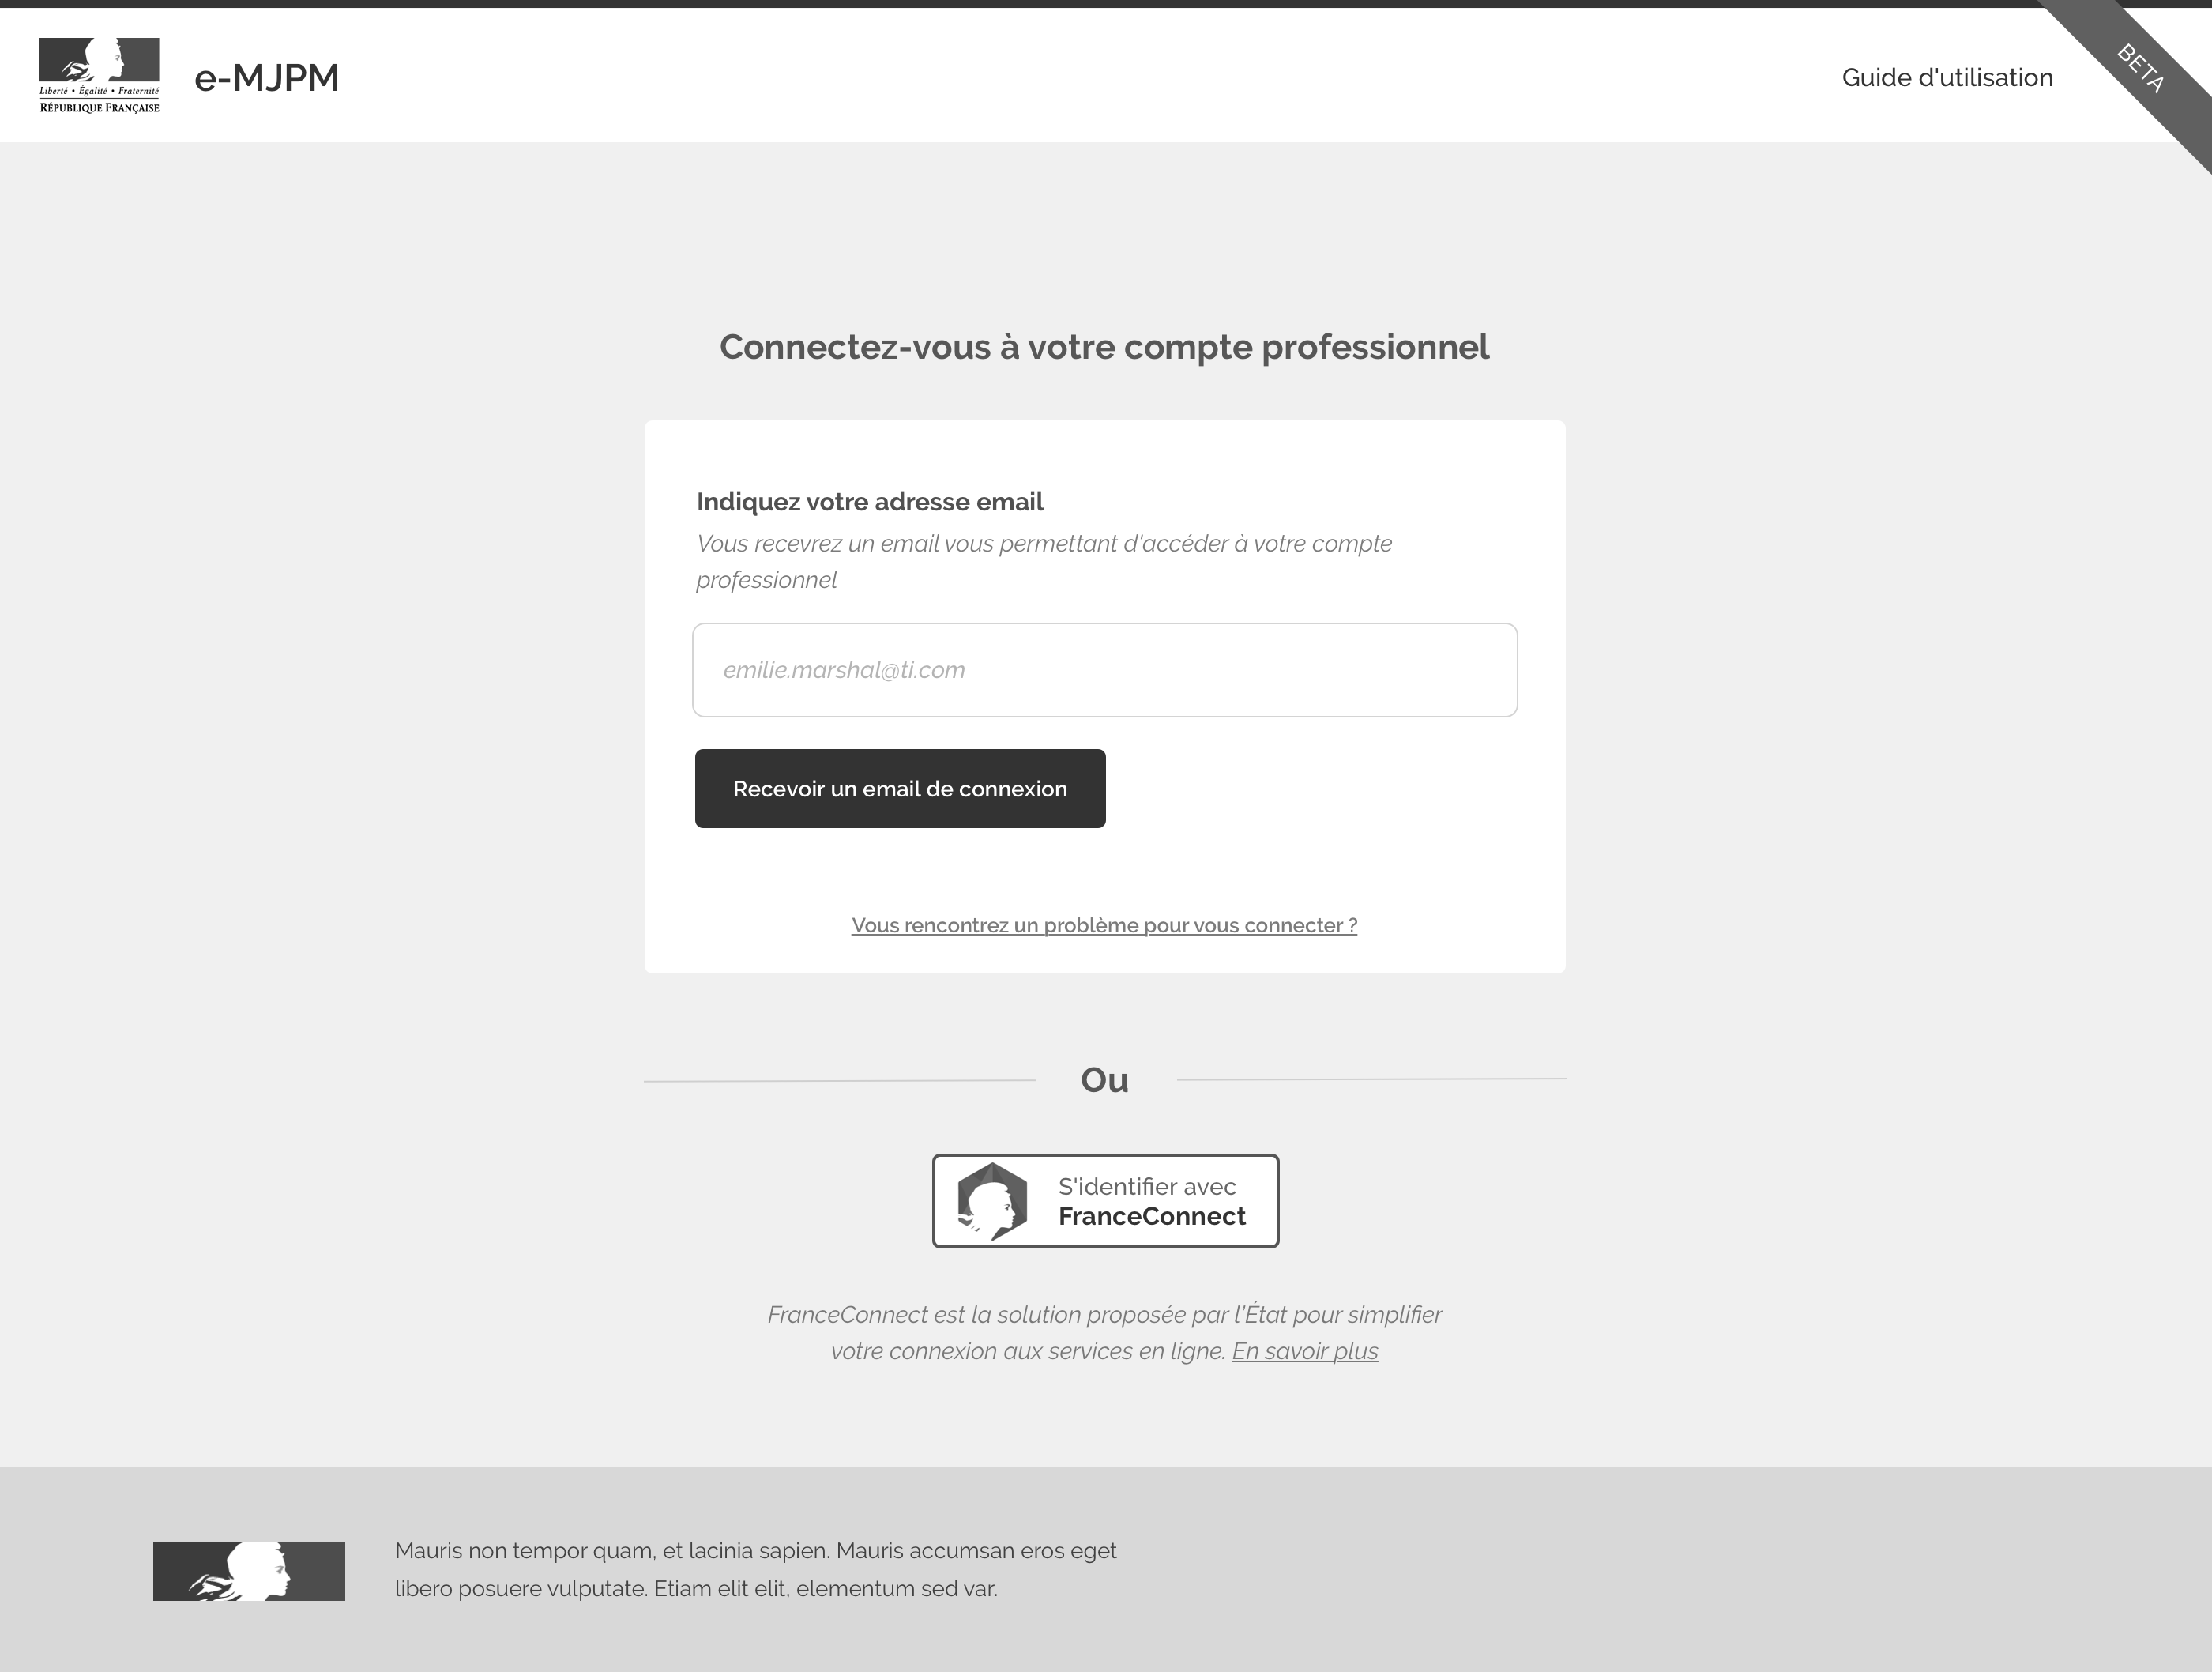 Liberté • Égalité • Fraternité
RÉPUBLIQUE FRANÇAISE
e-MJPM
Guide d'utilisation
BETA
Connectez-vous à votre compte professionnel
Indiquez votre adresse email
Vous recevrez un email vous permettant d'accéder à votre compte
professionnel
emilie.marshal@ti.com
Recevoir un email de connexion
Vous rencontrez un problème pour vous connecter ?
Ou
S'identifier avec
FranceConnect
FranceConnect est la solution proposée par l'État pour simplifier
votre connexion aux services en ligne. En savoir plus
Mauris non tempor quam, et lacinia sapien. Mauris accumsan eros eget
libero posuere vulputate. Etiam elit elit, elementum sed var.